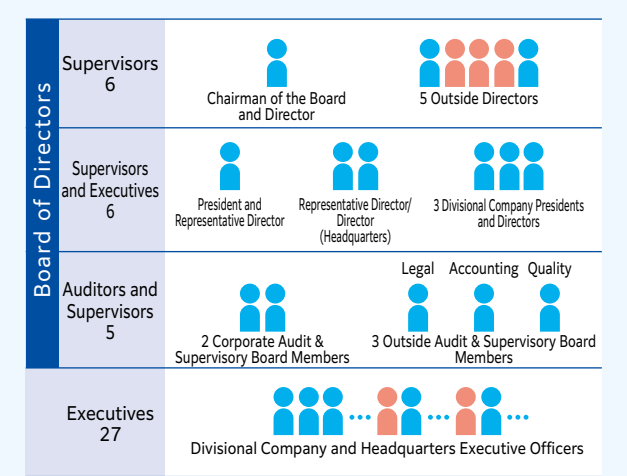 Board of Directors
Supervisors
6
Chairman of the Board
and Director
5 Outside Directors
Supervisors
and Executives
6
President and
Representative Director
Representative Director/
Director
(Headquarters)
3 Divisional Company Presidents
and Directors
Auditors and
Supervisors
5
2 Corporate Audit &
Supervisory Board Members
Legal Accounting Quality
3 Outside Audit & Supervisory Board
Members
Executives
27
Divisional Company and Headquarters Executive Officers